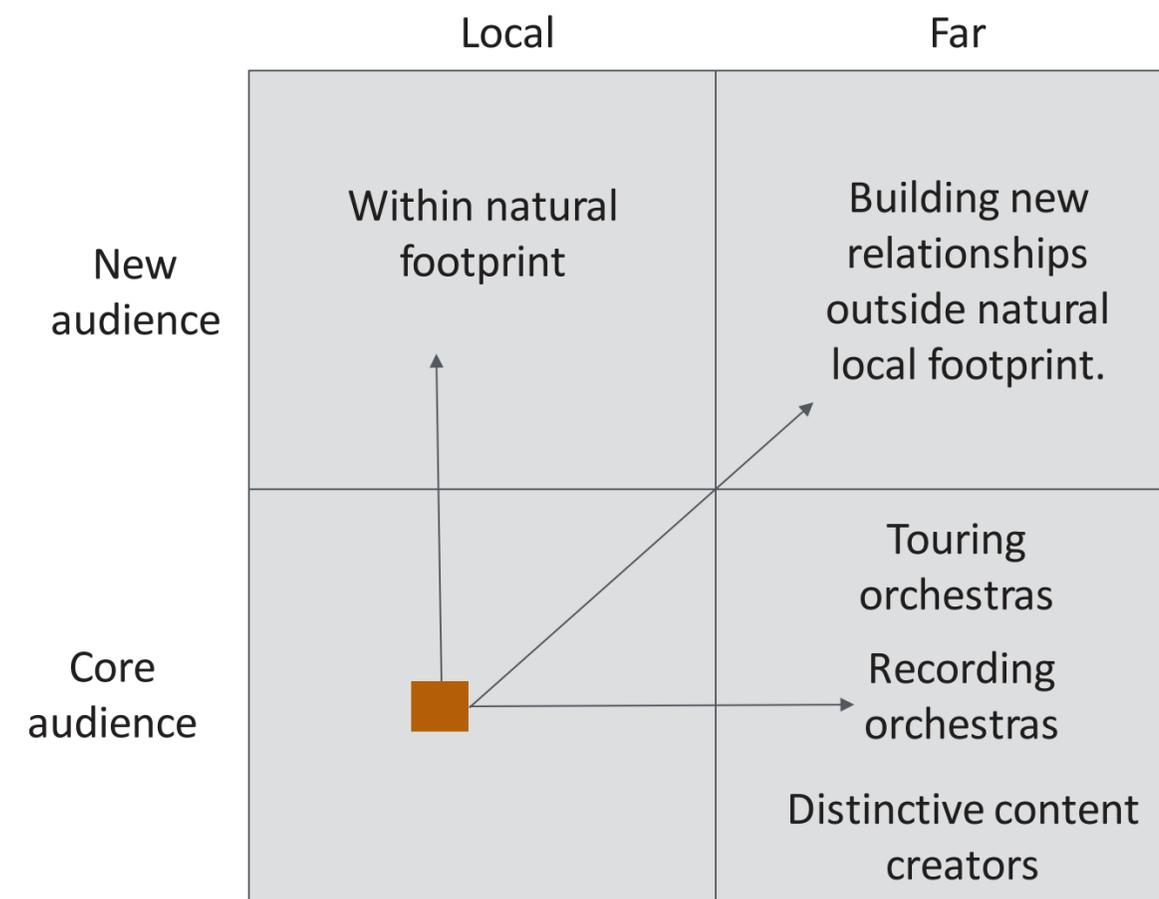 Local
Far
New
audience
Within natural
footprint
Building new
relationships
outside natural
local footprint.
Core
audience
Touring
orchestras
Recording
orchestras
Distinctive content
creators